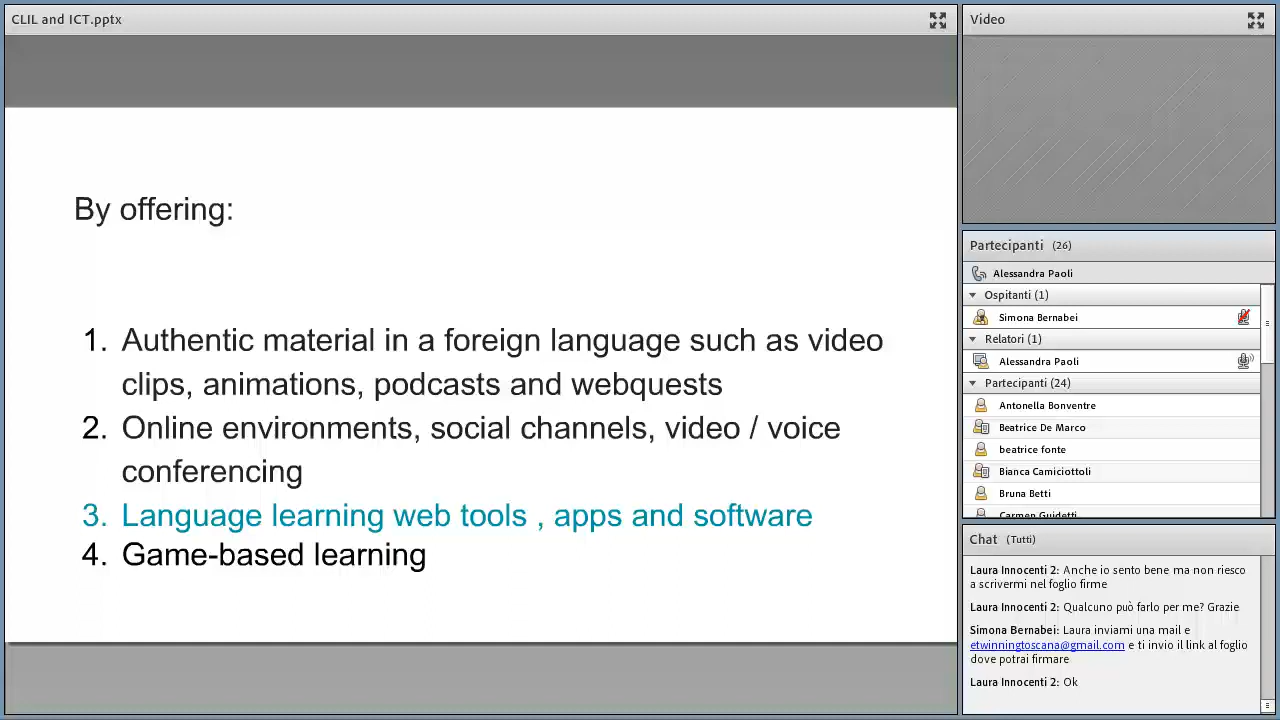 CLIL and ICT.pptx
By offering:
1. Authentic material in a foreign language such as video
clips, animations, podcasts and webquests
2. Online environments, social channels, video / voice
conferencing
3. Language learning web tools , apps and software
4. Game-based learning
Video
Partecipanti (26)
Alessandra Paoli
Ospitanti (1)
Simona Bernabei
Relatori (1)
Alessandra Paoli
Partecipanti (24)
Antonella Bonventre
Beatrice De Marco
beatrice fonte
Bianca Camiciottoli
Bruna Betti
Carmen Guidetti
Chat (Tutti)
Laura Innocenti 2: Anche io sento bene ma non riesco
a scrivermi nel foglio firme
Laura Innocenti 2: Qualcuno può farlo per me? Grazie
Simona Bernabei: Laura inviami una mail e
etwinningtoscana@gmail.com e ti invio il link al foglio
dove potrai firmare
Laura Innocenti 2: Ok